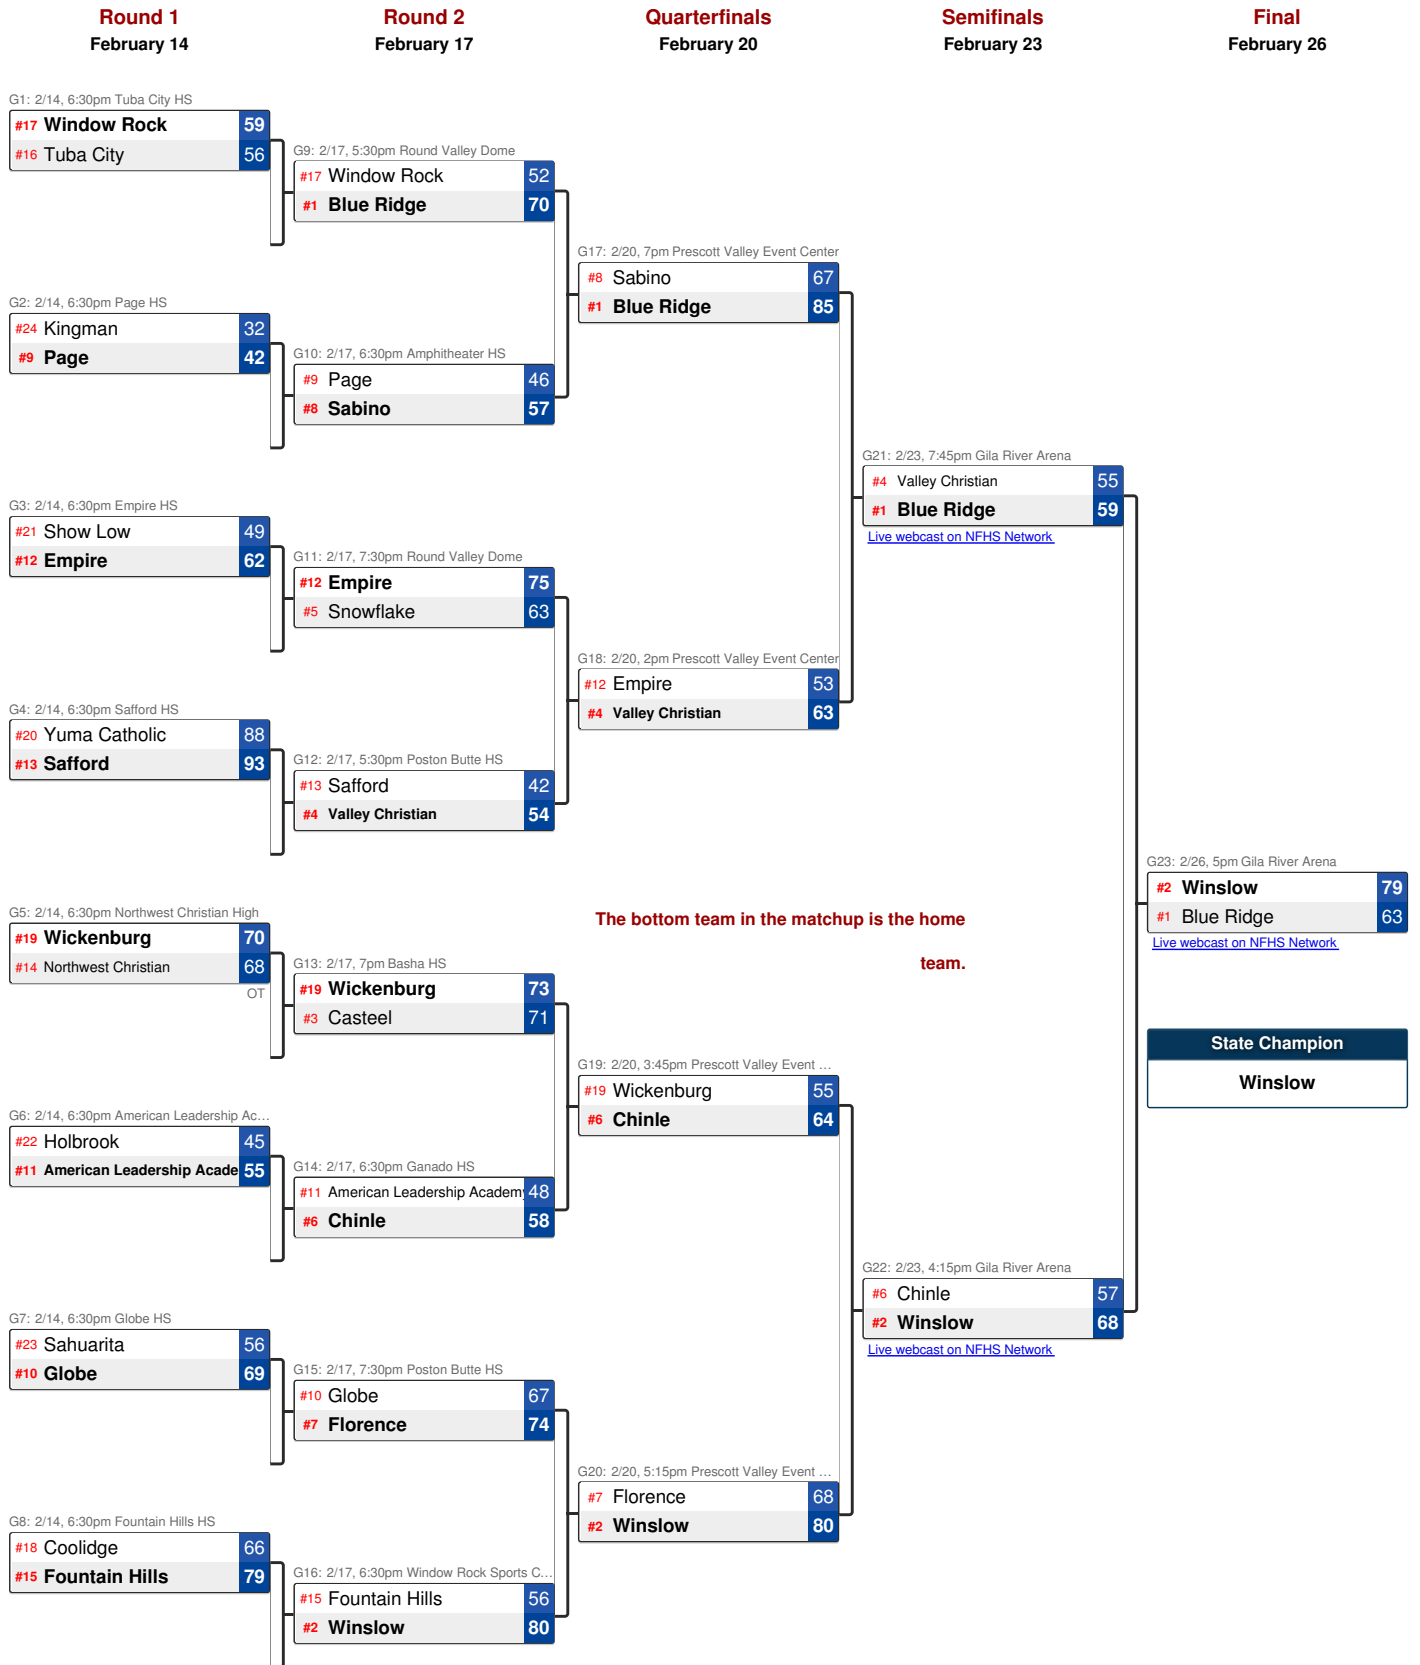 Round 1
February 14
Round 2
February 17
Quarterfinals
February 20
Semifinals
February 23
Final
February 26
G1: 2/14, 6:30pm Tuba City HS
#17 Window Rock 59
#16 Tuba City 56
G2: 2/14, 6:30pm Page HS
#24 Kingman 32
#9 Page 42
G3: 2/14, 6:30pm Empire HS
#21 Show Low 49
#12 Empire 62
G4: 2/14, 6:30pm Safford HS
#20 Yuma Catholic 88
#13 Safford 93
G5: 2/14, 6:30pm Northwest Christian High
#19 Wickenburg 70
#14 Northwest Christian 68
OT
G6: 2/14, 6:30pm American Leadership Ac...
#22 Holbrook 45
#11 American Leadership Acade 55
G7: 2/14, 6:30pm Globe HS
#23 Sahuarita 56
#10 Globe 69
G8: 2/14, 6:30pm Fountain Hills HS
#18 Coolidge 66
#15 Fountain Hills 79
G9: 2/17, 5:30pm Round Valley Dome
#17 Window Rock 52
#1 Blue Ridge 70
G10: 2/17, 6:30pm Amphitheater HS
#9 Page 46
#8 Sabino 57
G11: 2/17, 7:30pm Round Valley Dome
#12 Empire 75
#5 Snowflake 63
G12: 2/17, 5:30pm Poston Butte HS
#13 Safford 42
#4 Valley Christian 54
G13: 2/17, 7pm Basha HS
#19 Wickenburg 73
#3 Casteel 71
G14: 2/17, 6:30pm Ganado HS
#11 American Leadership Academy 48
#6 Chinle 58
G15: 2/17, 7:30pm Poston Butte HS
#10 Globe 67
#7 Florence 74
G16: 2/17, 6:30pm Window Rock Sports C...
#15 Fountain Hills 56
#2 Winslow 80
G17: 2/20, 7pm Prescott Valley Event Center
#8 Sabino 67
#1 Blue Ridge 85
G18: 2/20, 2pm Prescott Valley Event Center
#12 Empire 53
#4 Valley Christian 63
The bottom team in the matchup is the home
team.
G19: 2/20, 3:45pm Prescott Valley Event ...
#19 Wickenburg 55
#6 Chinle 64
G20: 2/20, 5:15pm Prescott Valley Event ...
#7 Florence 68
#2 Winslow 80
G21: 2/23, 7:45pm Gila River Arena
#4 Valley Christian 55
#1 Blue Ridge 59
Live webcast on NFHS Network
G22: 2/23, 4:15pm Gila River Arena
#6 Chinle 57
#2 Winslow 68
Live webcast on NFHS Network
G23: 2/26, 5pm Gila River Arena
#2 Winslow 79
#1 Blue Ridge 63
Live webcast on NFHS Network
State Champion
Winslow